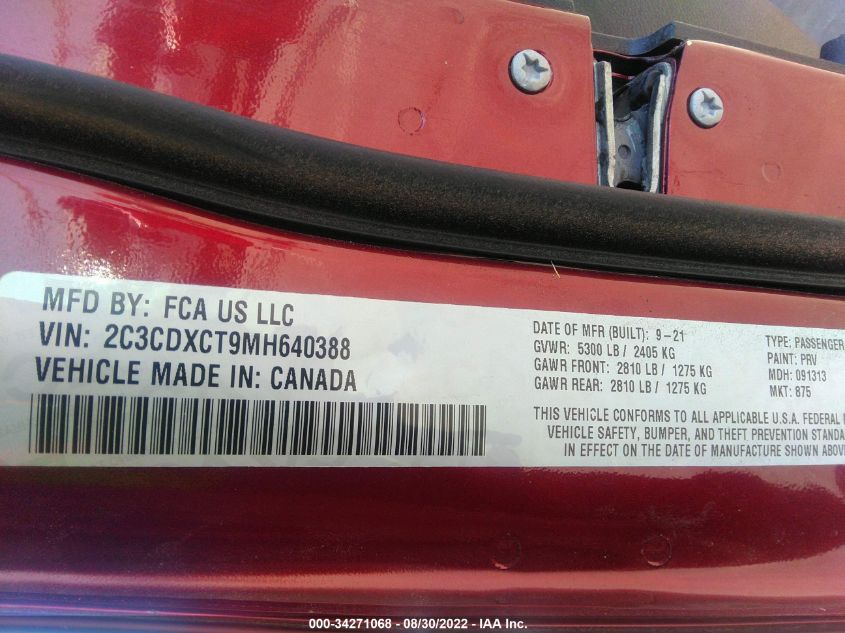 MFD BY: FCA US LLC
VIN: 2C3CDXCT9MH640388
VEHICLE MADE IN: CANADA
DATE OF MFR (BUILT): 9-21
GVWR: 5300 LB / 2405 KG
GAWR FRONT: 2810 LB / 1275 KG
GAWR REAR: 2810 LB / 1275 KG
TYPE: PASSENGER
PAINT: PRV
MDH: 091313
MKT: 875
THIS VEHICLE CONFORMS TO ALL APPLICABLE U.S.A. FEDERAL
VEHICLE SAFETY, BUMPER, AND THEFT PREVENTION STANDA
IN EFFECT ON THE DATE OF MANUFACTURE SHOWN ABOVE
000-34271068 - 08/30/2022 - IAA Inc.